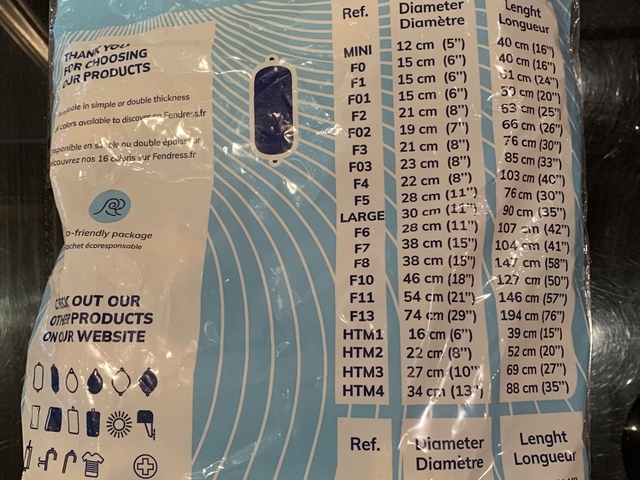 THANK YOU
FOR CHOOSING
OUR PRODUCTS
available in simple or double thickness
colors available to discover on Fendress.fr
disponible en simple ou double épaisseur
découvrez nos 16 coloris sur Fendress.fr
o-friendly package
sachet écoresponsable
CHECK OUT OUR
OTHER PRODUCTS
ON OUR WEBSITE
Ref. Diameter Lenght
Diamètre Longueur
MINI 12 cm (5") 40 cm (16")
F0 15 cm (6") 40 cm (16")
F1 15 cm (6") 61 cm (24")
F01 15 cm (6") 50 cm (20")
F2 21 cm (8") 63 cm (25")
F02 19 cm (7") 66 cm (26")
F3 21 cm (8") 76 cm (30")
F03 23 cm (8") 85 cm (33")
F4 22 cm (8") 103 cm (40")
F5 28 cm (11") 76 cm (30")
LARGE 30 cm (11") 90 cm (35")
F6 28 cm (11") 107 cm (42")
F7 38 cm (15") 104 cm (41")
F8 38 cm (15") 147 cm (58")
F10 46 cm (18") 127 cm (50")
F11 54 cm (21") 146 cm (57")
F13 74 cm (29") 194 cm (76")
HTM1 16 cm (6") 39 cm (15")
HTM2 22 cm (8") 52 cm (20")
HTM3 27 cm (10") 69 cm (27")
HTM4 34 cm (13") 88 cm (35")
Ref. Diameter Lenght
Diamètre Longueur